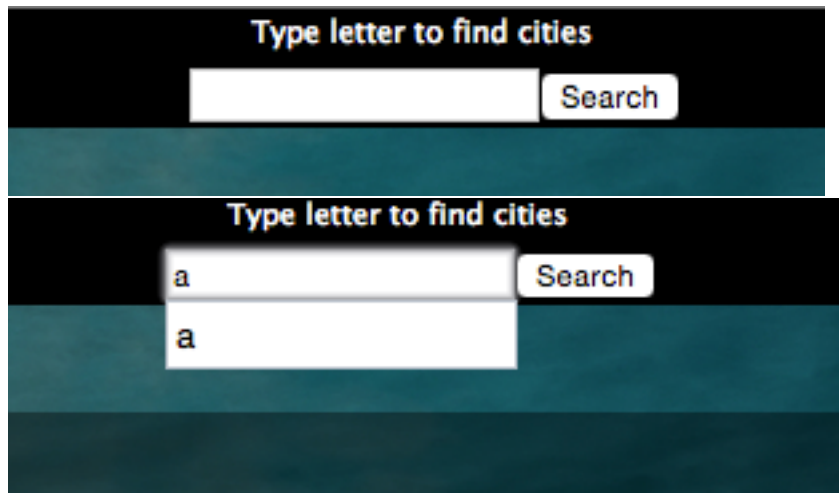 Type letter to find cities
Search
Type letter to find cities
a Search
a